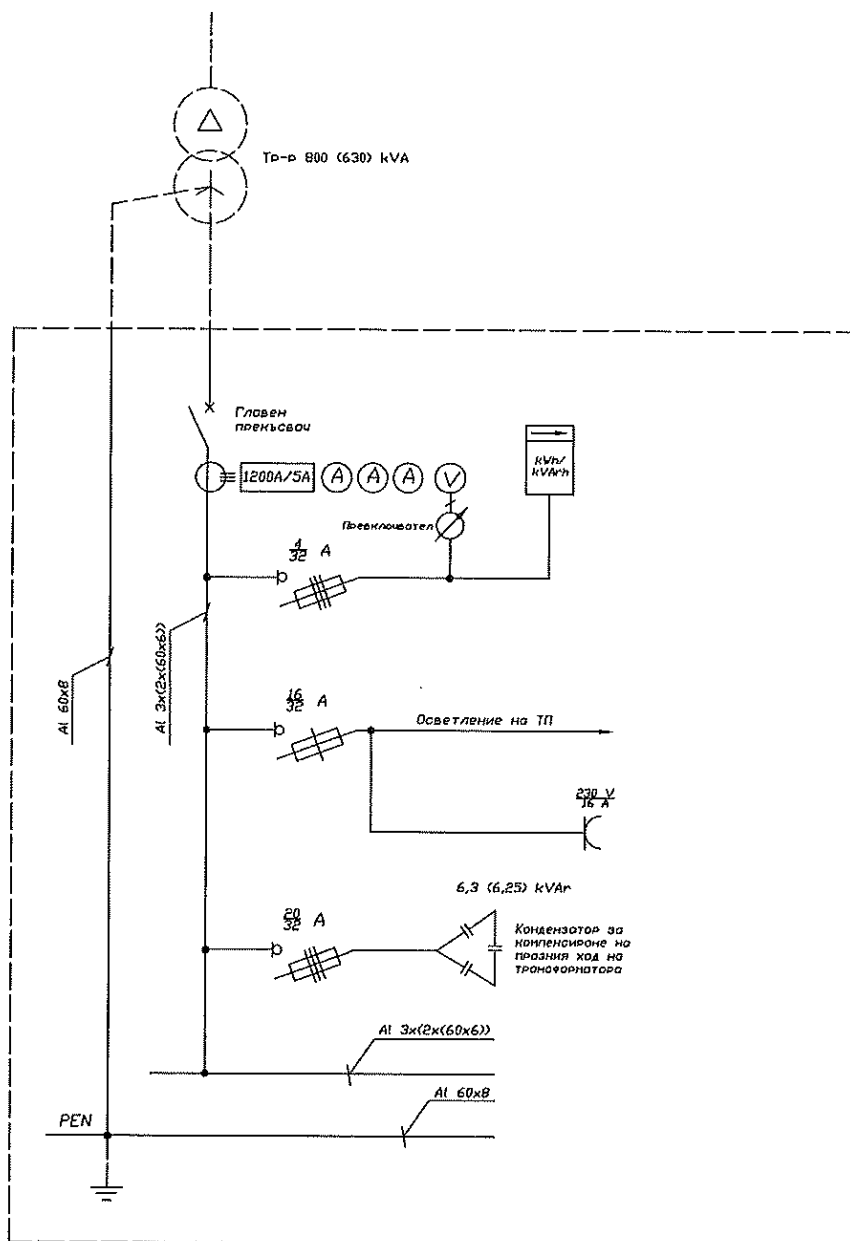 Тр-р 800 (630) kVA
Главен
прекъсвач
1200A/5A
A
A
A
V
kWh/
kVArh
Превключвател
4
32 A
Al 60x8
Al 3x(2x(60x6))
16
32 A
Осветление на ТП
230 V
16 A
20
32 A
6,3 (6,25) kVAr
Кондензатор за
компенсиране на
празния ход на
трансформатора
Al 3x(2x(60x6))
Al 60x8
PEN